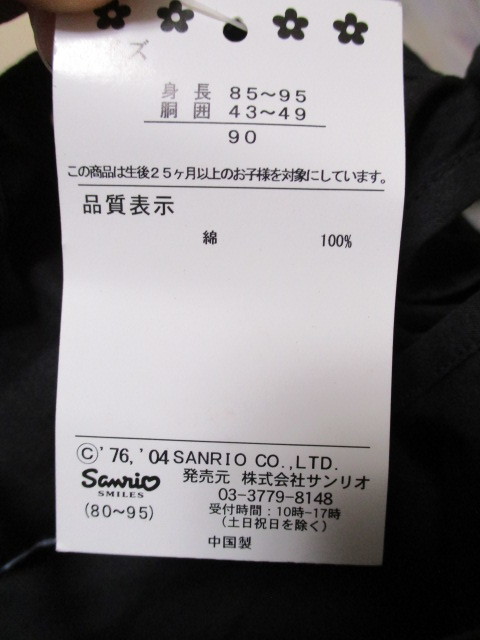 ズ
身長 85～95
胴囲 43～49
90
この商品は生後25ヶ月以上のお子様を対象にしています。
品質表示
綿 100%
©'76,'04 SANRIO CO.,LTD.
Sanrio
SMILES
(80～95)
発売元 株式会社サンリオ
03-3779-8148
受付時間：10時-17時
(土日祝日を除く)
中国製